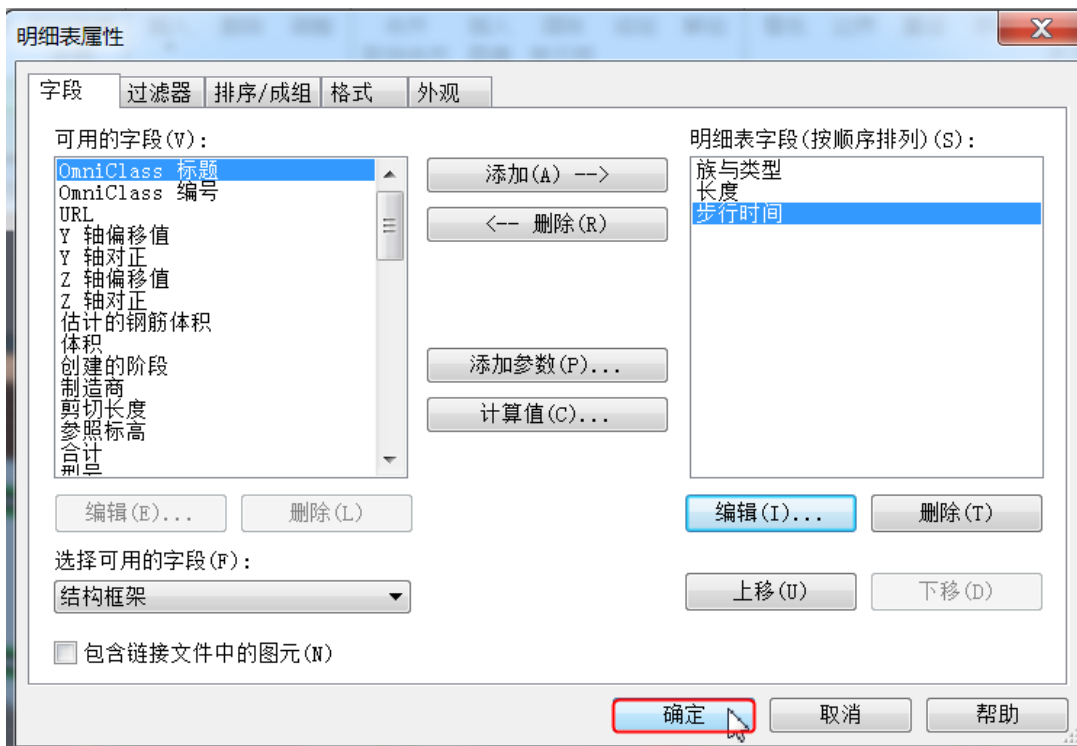 明细表属性
字段 过滤器 排序/成组 格式 外观
可用的字段(V):
OmniClass 标题
OmniClass 编号
URL
Y 轴偏移值
Y 轴对正
Z 轴偏移值
Z 轴对正
估计的钢筋体积
体积
创建的阶段
制造商
剪切长度
参照标高
合计
型号
添加(A) -->
<-- 删除(R)
添加参数(P)...
计算值(C)...
明细表字段(按顺序排列)(S):
族与类型
长度
步行时间
编辑(E)... 删除(L)
编辑(I)... 删除(T)
选择可用的字段(F):
结构框架
上移(U) 下移(D)
包含链接文件中的图元(N)
确定 取消 帮助